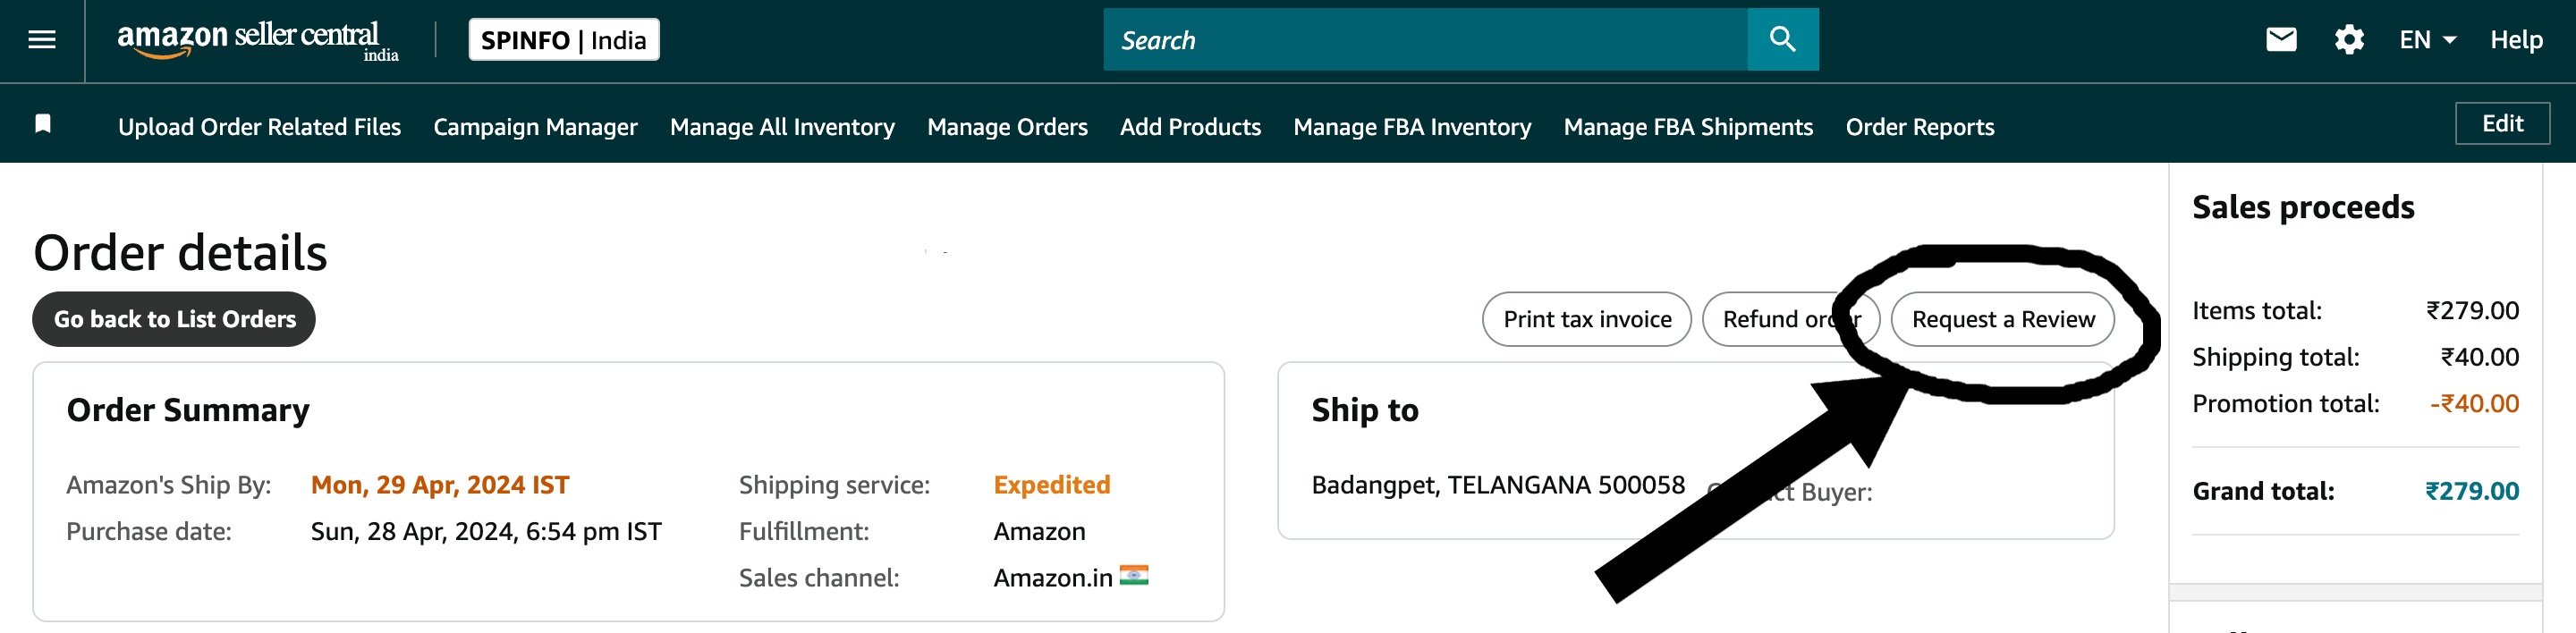 amazon seller central
india
SPINFO | India
Search
EN
Help
Upload Order Related Files
Campaign Manager
Manage All Inventory
Manage Orders
Add Products
Manage FBA Inventory
Manage FBA Shipments
Order Reports
Edit
Order details
Go back to List Orders
Print tax invoice
Refund order
Request a Review
Order Summary
Amazon's Ship By: Mon, 29 Apr, 2024 IST
Purchase date: Sun, 28 Apr, 2024, 6:54 pm IST
Shipping service: Expedited
Fulfillment: Amazon
Sales channel: Amazon.in
Ship to
Badangpet, TELANGANA 500058
Buyer:
Sales proceeds
Items total: ₹279.00
Shipping total: ₹40.00
Promotion total: -₹40.00
Grand total: ₹279.00